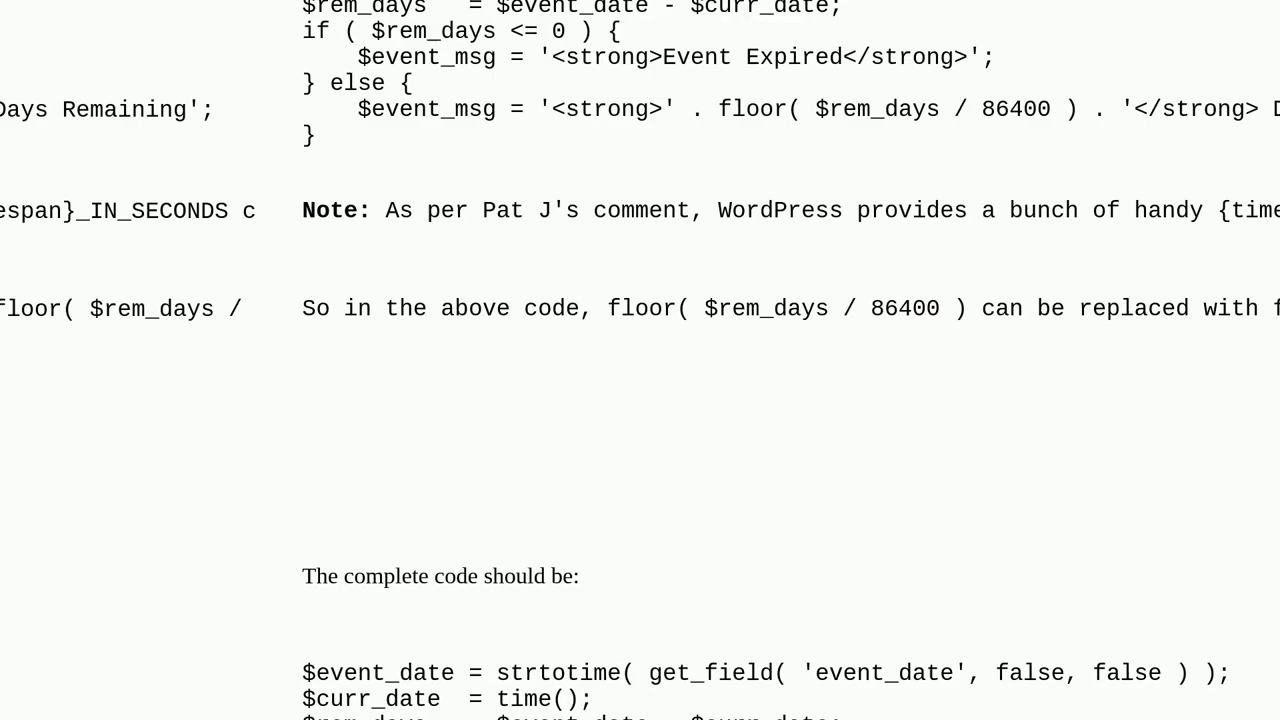 $rem_days   = $event_date - $curr_date;
if ( $rem_days <= 0 ) {
    $event_msg = '<strong>Event Expired</strong>';
} else {
Days Remaining';
    $event_msg = '<strong>' . floor( $rem_days / 86400 ) . '</strong> D
}
espan}_IN_SECONDS c
Note: As per Pat J's comment, WordPress provides a bunch of handy {time
floor( $rem_days /
So in the above code, floor( $rem_days / 86400 ) can be replaced with f
The complete code should be:
$event_date = strtotime( get_field( 'event_date', false, false ) );
$curr_date  = time();
$rem_days   = $event_date - $curr_date;